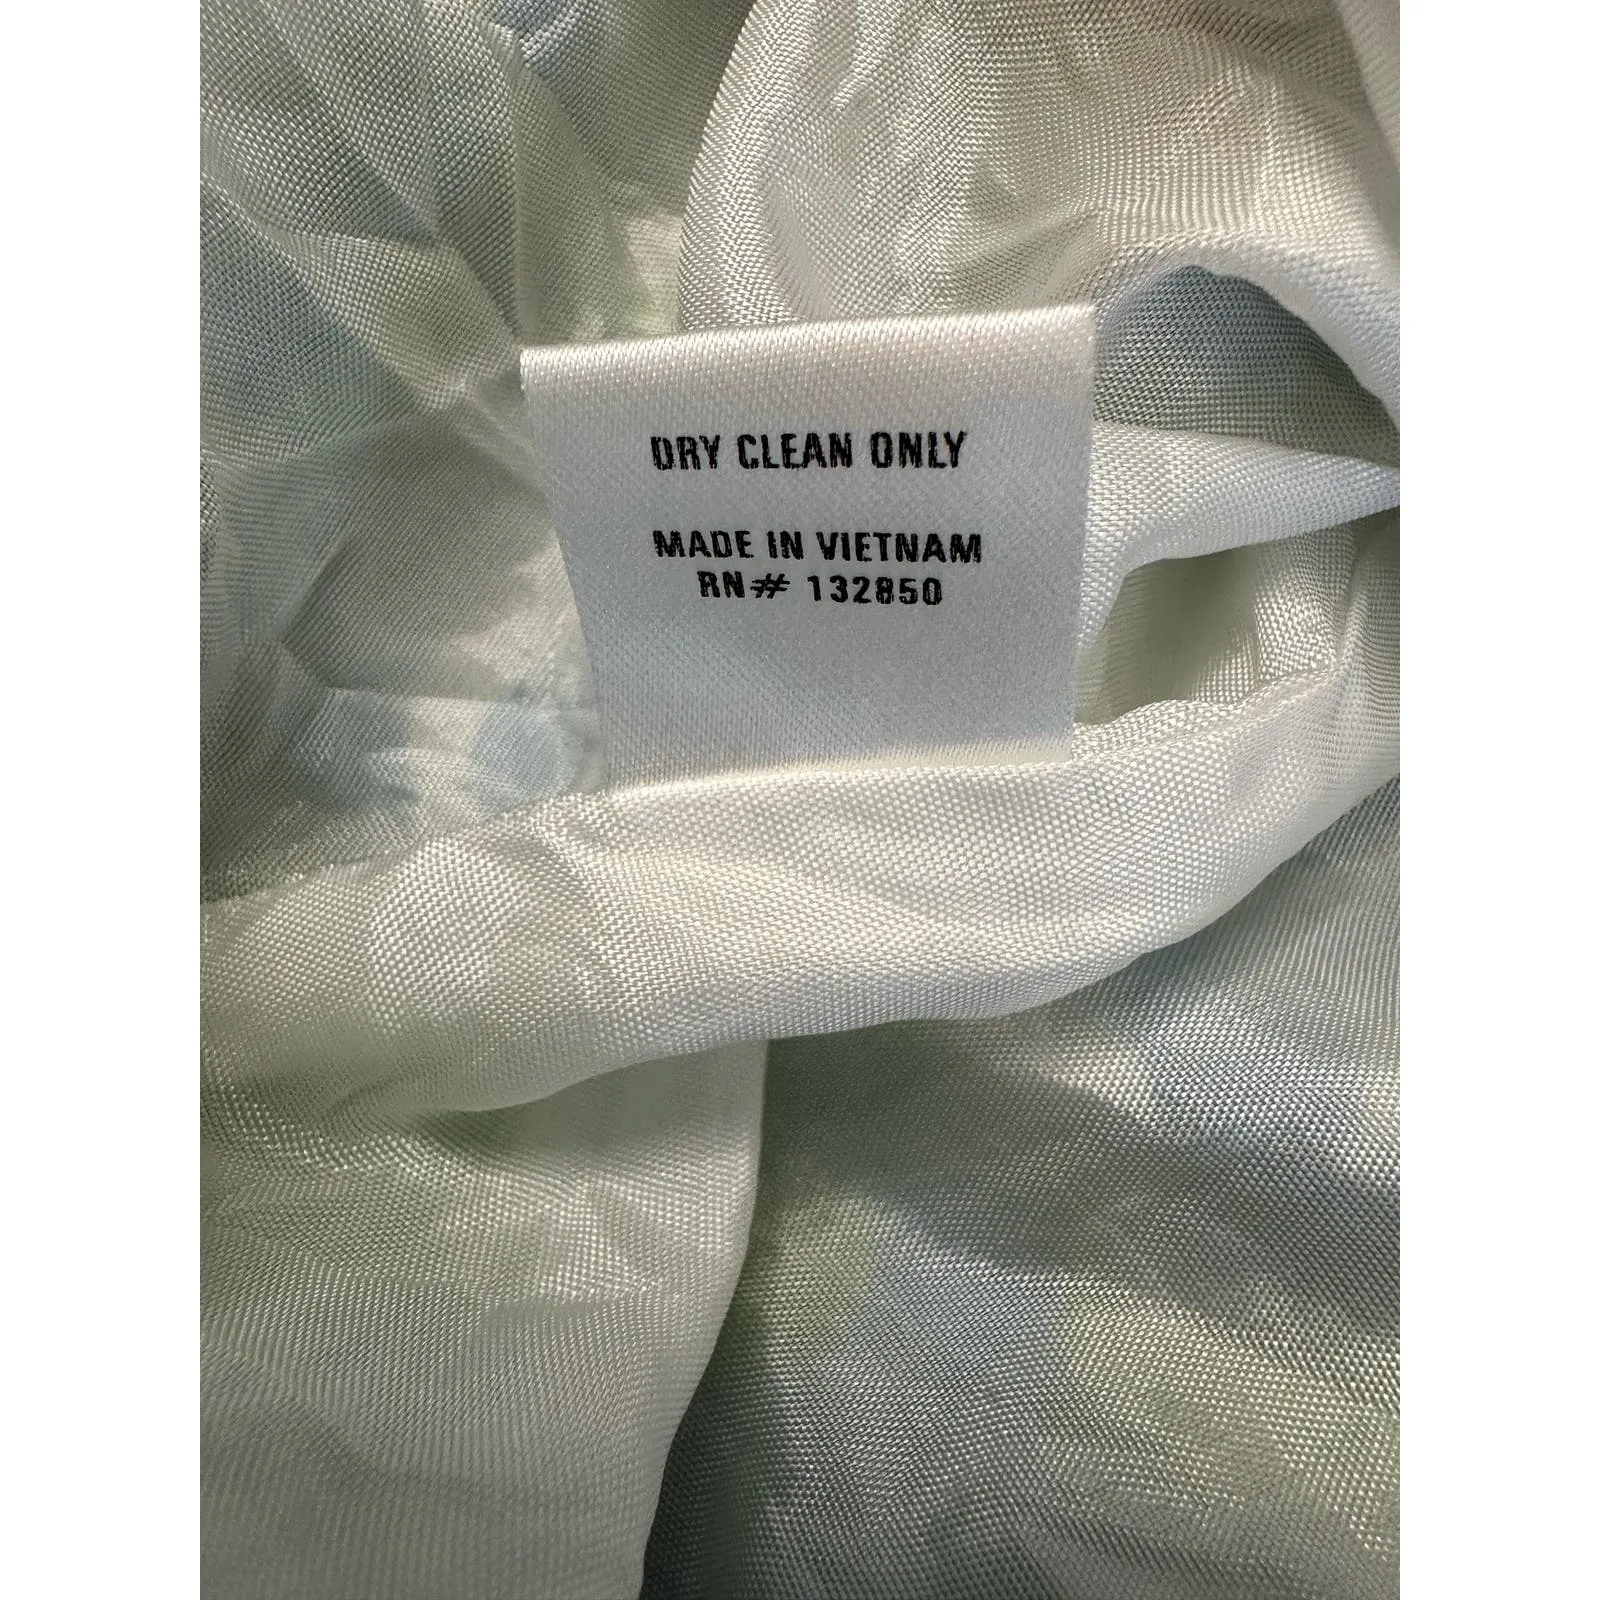 DRY CLEAN ONLY
MADE IN VIETNAM
RN# 132850